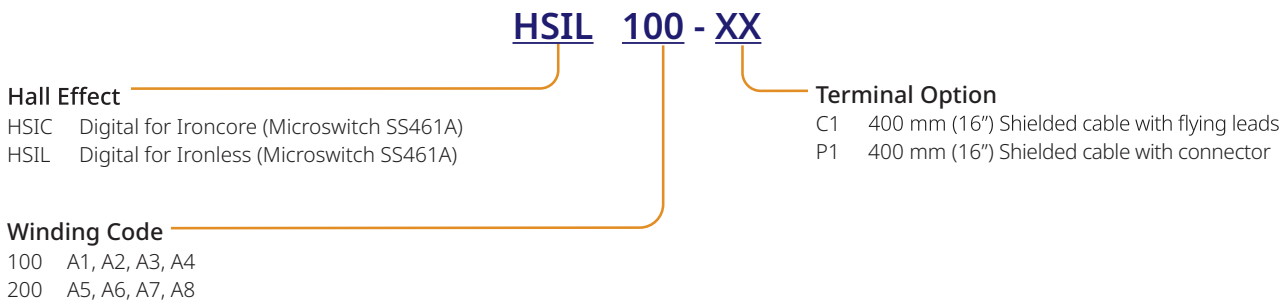 HSIL 100 - XX
Hall Effect
HSIC Digital for Ironcore (Microswitch SS461A)
HSIL Digital for Ironless (Microswitch SS461A)
Terminal Option
C1 400 mm (16”) Shielded cable with flying leads
P1 400 mm (16”) Shielded cable with connector
Winding Code
100 A1, A2, A3, A4
200 A5, A6, A7, A8